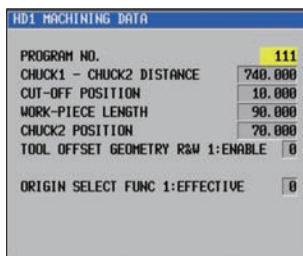 HD1 MACHINING DATA
PROGRAM NO. 111
CHUCK1 - CHUCK2 DISTANCE 740.000
CUT-OFF POSITION 10.000
WORK-PIECE LENGTH 90.000
CHUCK2 POSITION 70.000
TOOL OFFSET GEOMETRY R&W 1:ENABLE 0
ORIGIN SELECT FUNC 1:EFFECTIVE 0